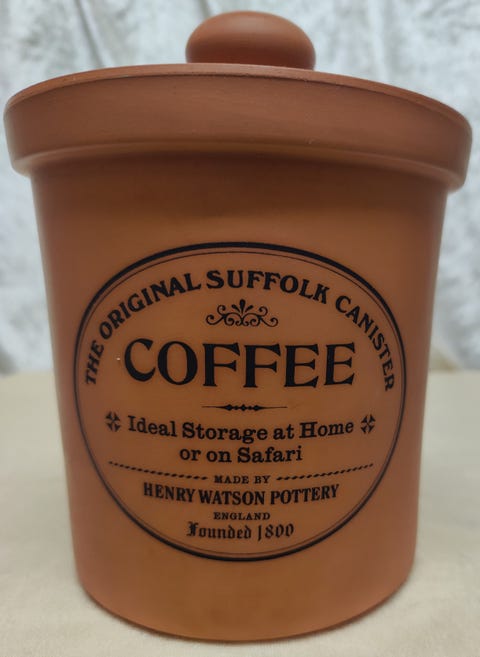 THE ORIGINAL SUFFOLK CANISTER
COFFEE
Ideal Storage at Home
or on Safari
MADE BY
HENRY WATSON POTTERY
ENGLAND
Founded 1800